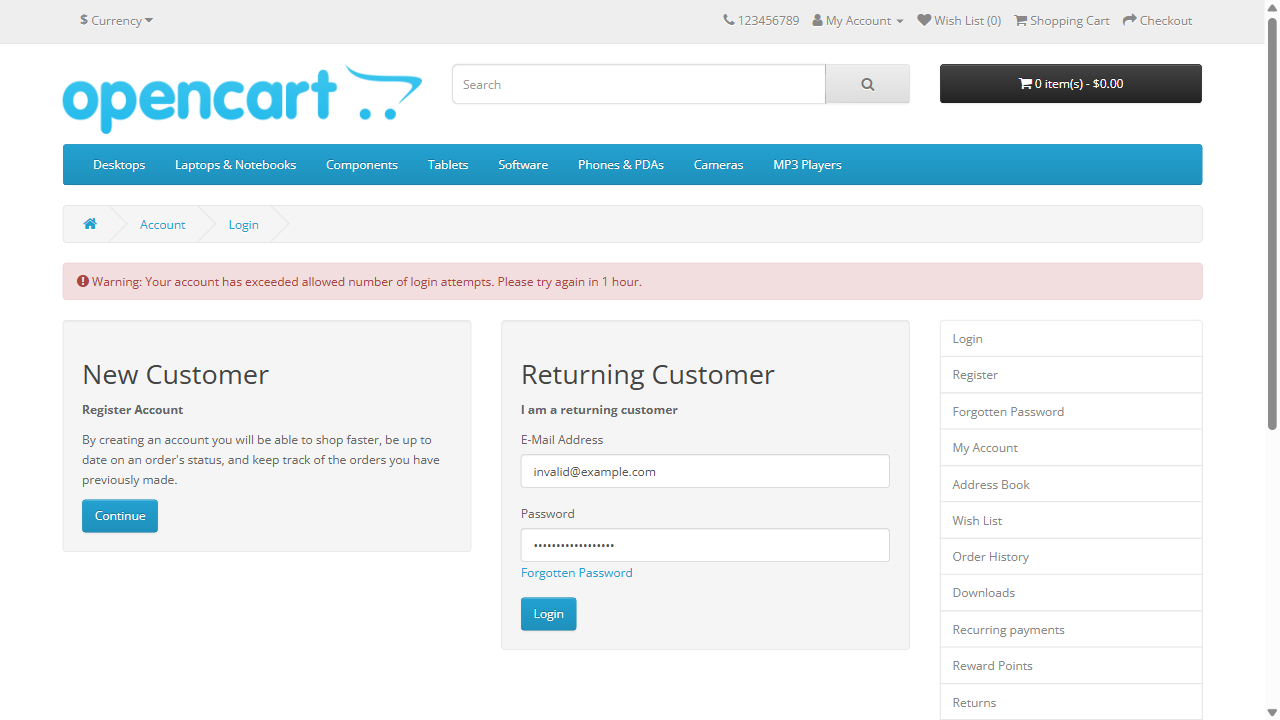 $ Currency
123456789 My Account Wish List (0) Shopping Cart Checkout
opencart
Search
0 item(s) - $0.00
Desktops Laptops & Notebooks Components Tablets Software Phones & PDAs Cameras MP3 Players
Account Login
Warning: Your account has exceeded allowed number of login attempts. Please try again in 1 hour.
New Customer
Register Account
By creating an account you will be able to shop faster, be up to
date on an order's status, and keep track of the orders you have
previously made.
Continue
Returning Customer
I am a returning customer
E-Mail Address
invalid@example.com
Password
••••••••••••••••••
Forgotten Password
Login
Login
Register
Forgotten Password
My Account
Address Book
Wish List
Order History
Downloads
Recurring payments
Reward Points
Returns